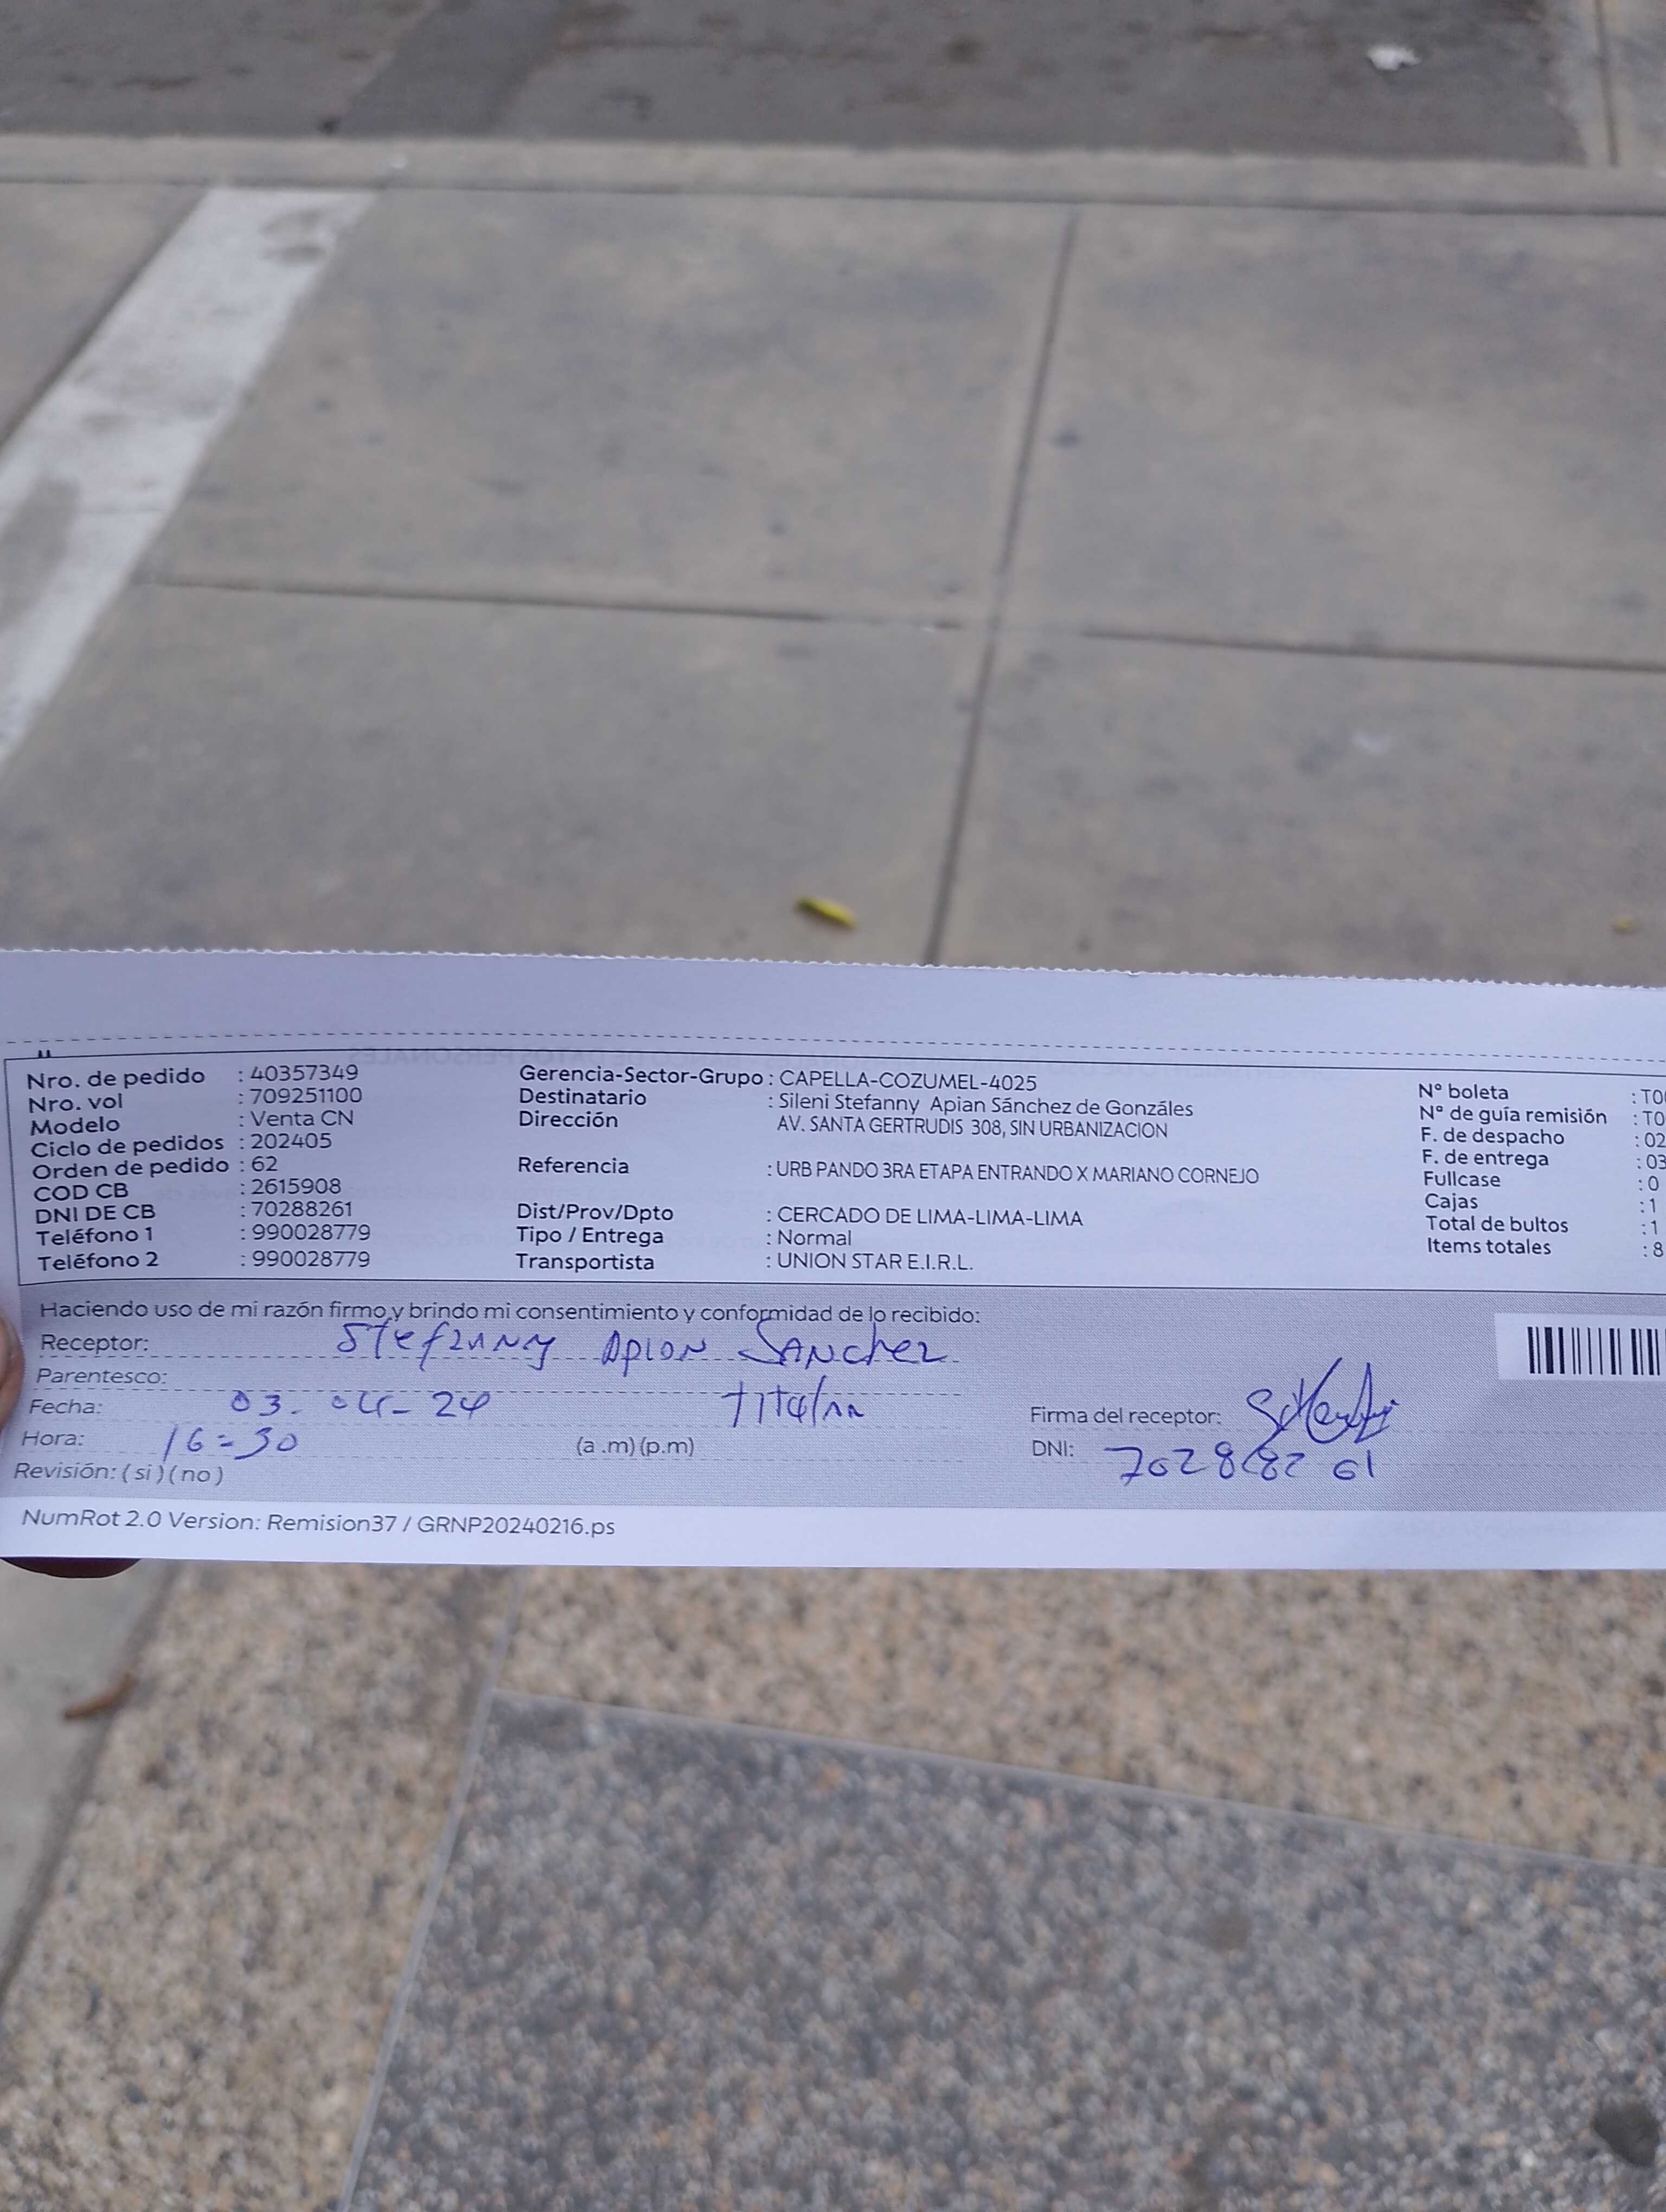 Nro. de pedido : 40357349
Nro. vol : 709251100
Modelo : Venta CN
Ciclo de pedidos : 202405
Orden de pedido : 62
COD CB : 2615908
DNI DE CB : 70288261
Teléfono 1 : 990028779
Teléfono 2 : 990028779
Gerencia-Sector-Grupo : CAPELLA-COZUMEL-4025
Destinatario : Sileni Stefanny Apian Sánchez de Gonzáles
Dirección AV. SANTA GERTRUDIS 308, SIN URBANIZACION
Referencia : URB PANDO 3RA ETAPA ENTRANDO X MARIANO CORNEJO
Dist/Prov/Dpto : CERCADO DE LIMA-LIMA-LIMA
Tipo / Entrega : Normal
Transportista : UNION STAR E.I.R.L.
N° boleta : T0
N° de guía remisión : T0
F. de despacho : 02
F. de entrega : 03
Fullcase : 0
Cajas : 1
Total de bultos : 1
Items totales : 8
Haciendo uso de mi razón firmo y brindo mi consentimiento y conformidad de lo recibido:
Receptor: Stefanny Apian Sanchez
Parentesco: titular
Fecha: 03-04-24
Hora: 16:30 (a .m) (p.m)
Revisión: ( si ) ( no )
Firma del receptor:
DNI:
NumRot 2.0 Version: Remision37 / GRNP20240216.ps